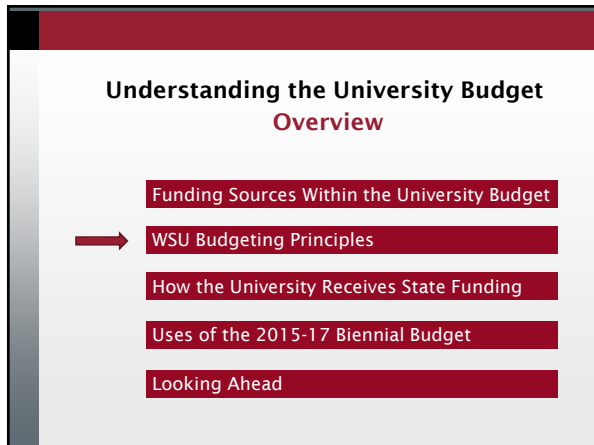 Understanding the University Budget
Overview
Funding Sources Within the University Budget
WSU Budgeting Principles
How the University Receives State Funding
Uses of the 2015-17 Biennial Budget
Looking Ahead